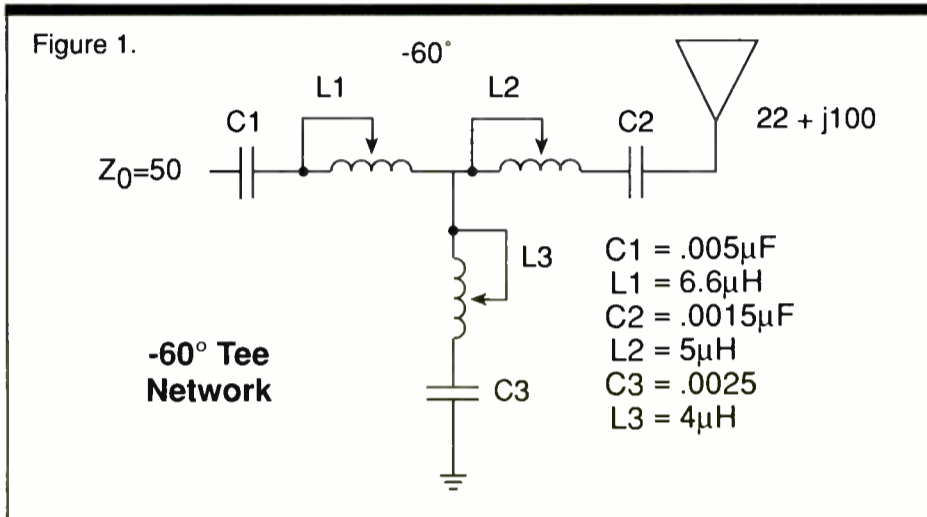 Figure 1.
-60°
L1
L2
C1
C2
22 + j100
Z0=50
L3
C1 = .005µF
L1 = 6.6µH
C2 = .0015µF
L2 = 5µH
C3 = .0025
L3 = 4µH
-60° Tee
Network
C3